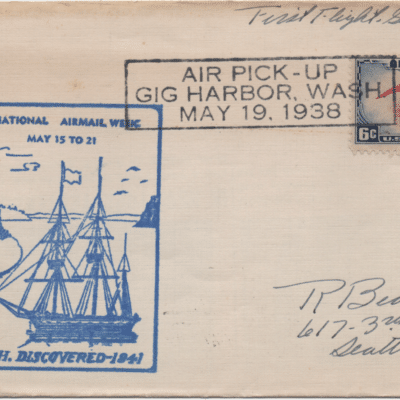 First Flight.
AIR PICK-UP
GIG HARBOR, WASH.
MAY 19, 1938
6c
U.S.
NATIONAL AIRMAIL WEEK
MAY 15 TO 21
H. DISCOVERED-1841
R
617-3rd
Seatt